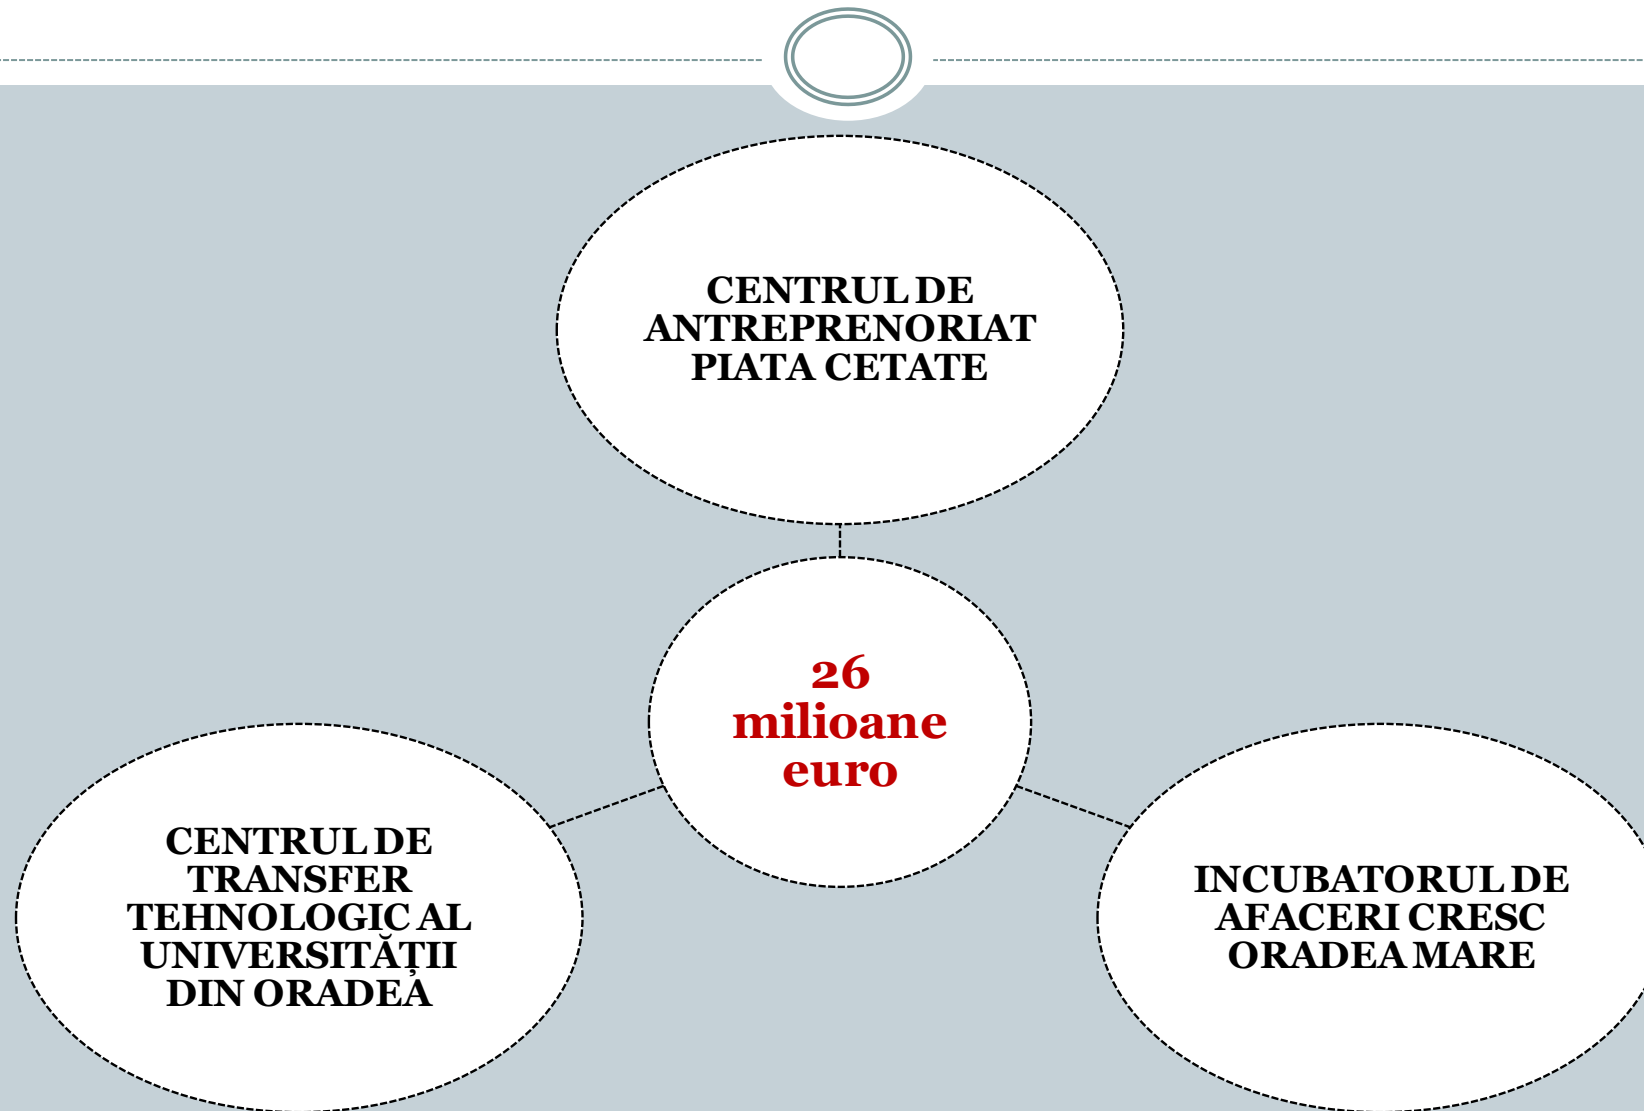 CENTRUL DE
ANTREPRENORIAT
PIATA CETATE
26
milioane
euro
CENTRUL DE
TRANSFER
TEHNOLOGIC AL
UNIVERSITĂȚII
DIN ORADEA
INCUBATORUL DE
AFACERI CRESC
ORADEA MARE